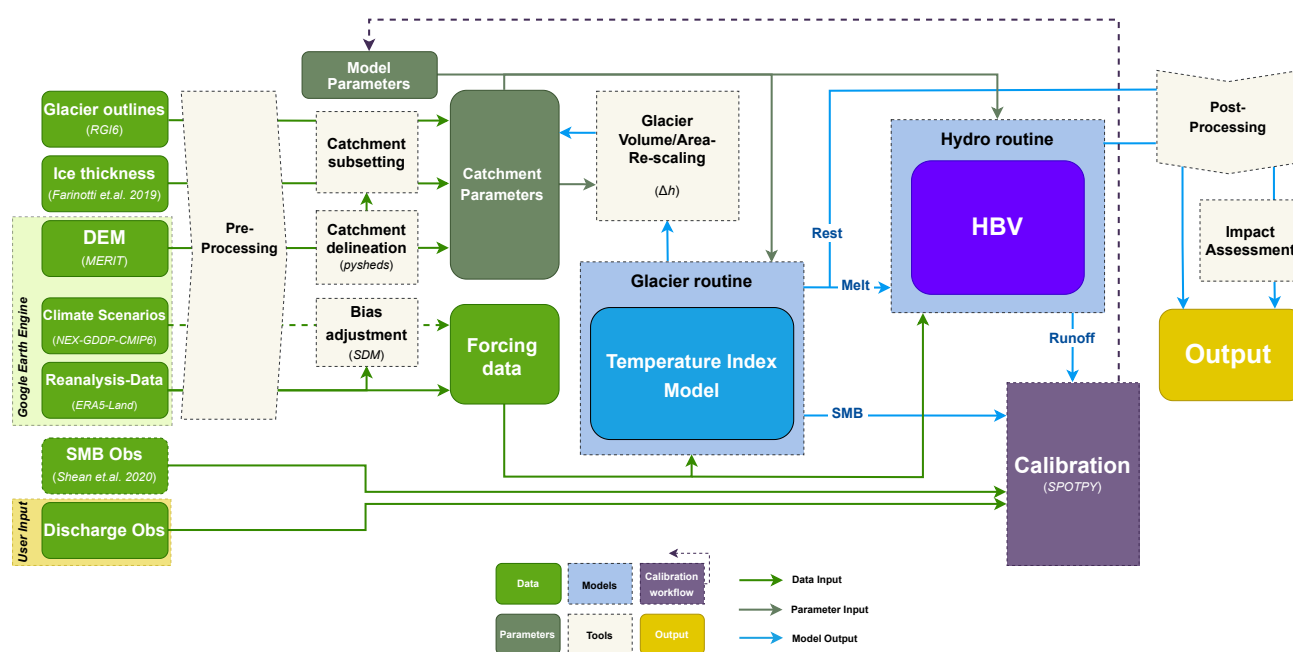 Model
Parameters
Glacier outlines
(RGI6)
Ice thickness
(Farinotti et.al. 2019)
DEM
(MERIT)
Climate Scenarios
(NEX-GDDP-CMIP6)
Reanalysis-Data
(ERA5-Land)
Google Earth Engine
SMB Obs
(Shean et.al. 2020)
Discharge Obs
User Input
Pre-
Processing
Catchment
subsetting
Catchment
delineation
(pysheds)
Bias
adjustment
(SDM)
Catchment
Parameters
Forcing
data
Glacier
Volume/Area-
Re-scaling
(Δh)
Glacier routine
Temperature Index
Model
Rest
Melt
SMB
Hydro routine
HBV
Runoff
Calibration
(SPOTPY)
Post-
Processing
Impact
Assessment
Output
Data
Models
Calibration
workflow
Parameters
Tools
Output
Data Input
Parameter Input
Model Output